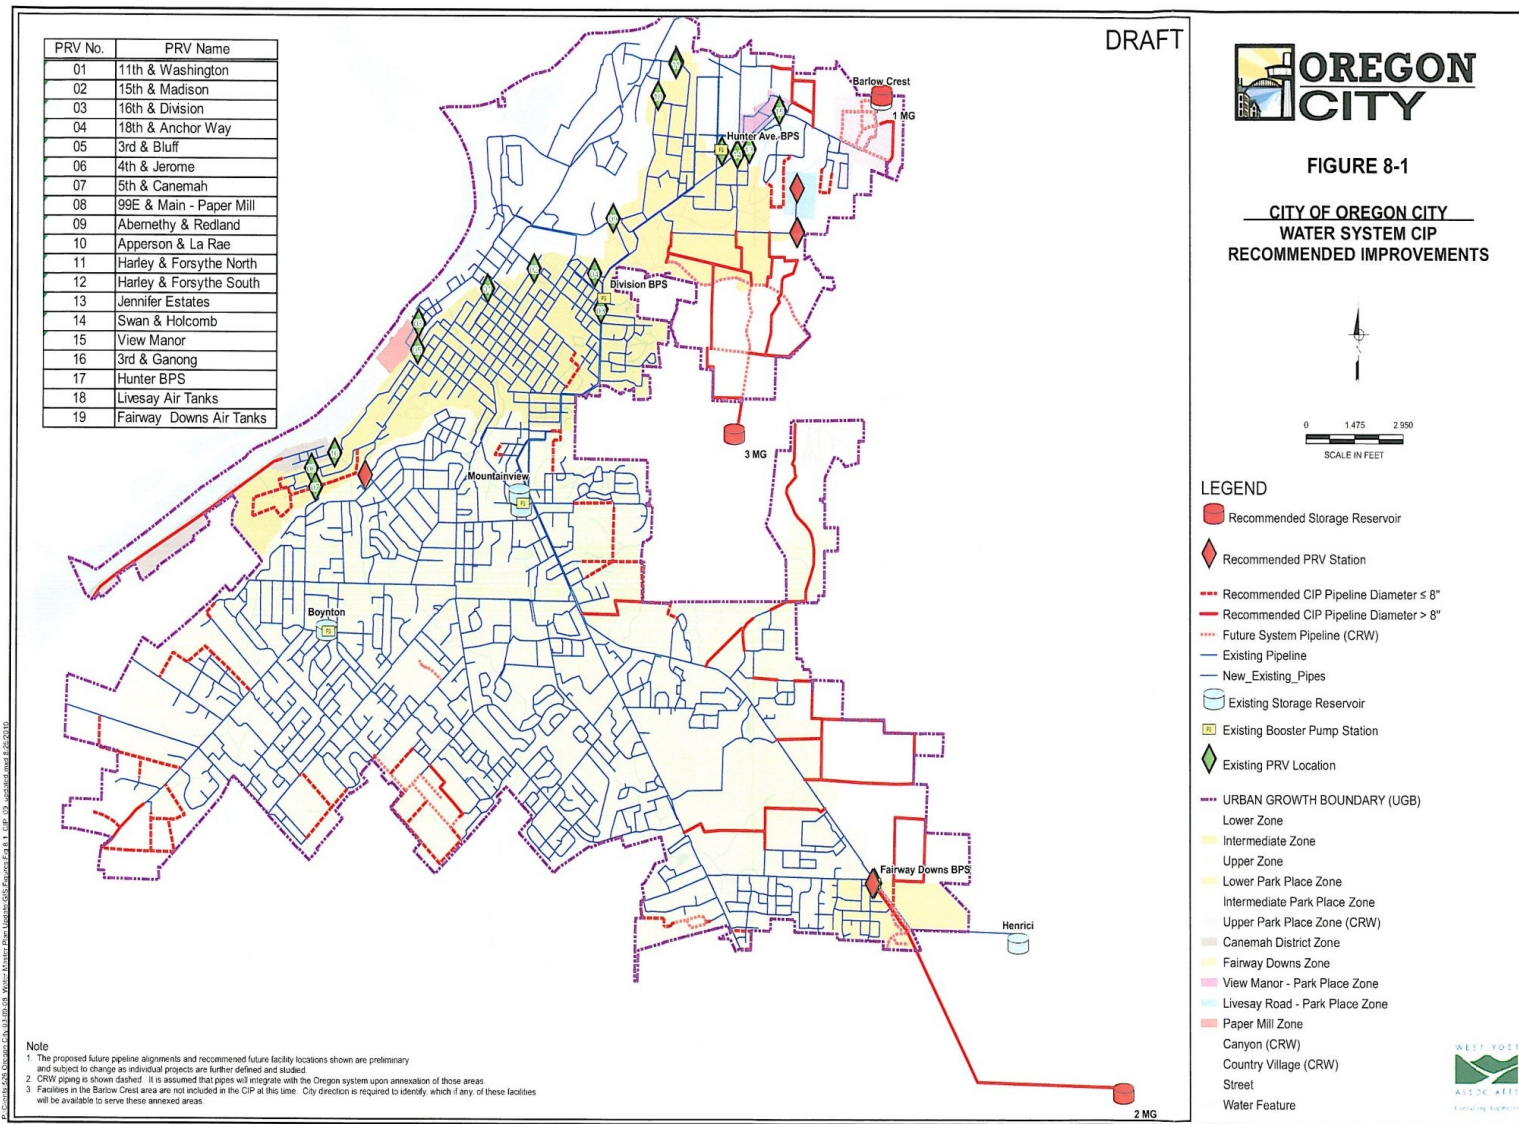 DRAFT
PRV No. PRV Name
01 11th & Washington
02 15th & Madison
03 16th & Division
04 18th & Anchor Way
05 3rd & Bluff
06 4th & Jerome
07 5th & Canemah
08 99E & Main - Paper Mill
09 Abernethy & Redland
10 Apperson & La Rae
11 Harley & Forsythe North
12 Harley & Forsythe South
13 Jennifer Estates
14 Swan & Holcomb
15 View Manor
16 3rd & Ganong
17 Hunter BPS
18 Livesay Air Tanks
19 Fairway Downs Air Tanks
Barlow Crest
1 MG
Hunter Ave. BPS
Division BPS
3 MG
Mountainview
Boynton
Fairway Downs BPS
Henrici
2 MG
Note
1. The proposed future pipeline alignments and recommened future facility locations shown are preliminary
and subject to change as individual projects are further defined and studied.
2. CRW piping is shown dashed. It is assumed that pipes will integrate with the Oregon system upon annexation of those areas.
3. Facilities in the Barlow Crest area are not included in the CIP at this time. City direction is required to identify, which if any, of these facilities
will be available to serve these annexed areas.
OREGON
CITY
FIGURE 8-1
CITY OF OREGON CITY
WATER SYSTEM CIP
RECOMMENDED IMPROVEMENTS
0 1,475 2,950
SCALE IN FEET
LEGEND
Recommended Storage Reservoir
Recommended PRV Station
Recommended CIP Pipeline Diameter ≤ 8"
Recommended CIP Pipeline Diameter > 8"
Future System Pipeline (CRW)
Existing Pipeline
New_Existing_Pipes
Existing Storage Reservoir
PS Existing Booster Pump Station
Existing PRV Location
URBAN GROWTH BOUNDARY (UGB)
Lower Zone
Intermediate Zone
Upper Zone
Lower Park Place Zone
Intermediate Park Place Zone
Upper Park Place Zone (CRW)
Canemah District Zone
Fairway Downs Zone
View Manor - Park Place Zone
Livesay Road - Park Place Zone
Paper Mill Zone
Canyon (CRW)
Country Village (CRW)
Street
Water Feature
WEST YOST
ASSOCIATES
Consulting Engineers